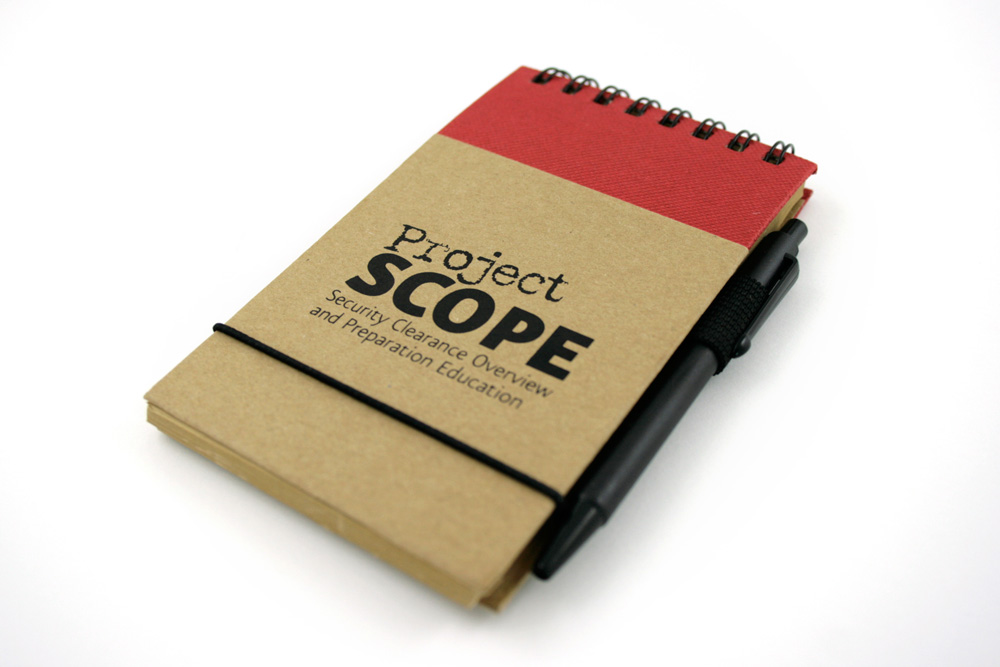 Project
SCOPE
Security Clearance Overview
and Preparation Education